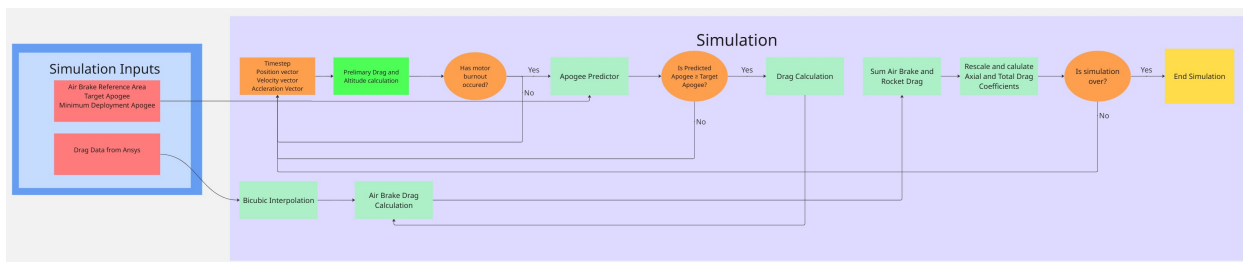 Simulation
Simulation Inputs
Air Brake Reference Area
Target Apogee
Minimum Deployment Apogee
Drag Data from Ansys
Timestep
Position vector
Velocity vector
Accleration Vector
Prelimary Drag and
Altitude calculation
Has motor
burnout
occured?
Yes
No
Apogee Predictor
Is Predicted
Apogee ≥ Target
Apogee?
Yes
No
Drag Calculation
Sum Air Brake and
Rocket Drag
Rescale and calulate
Axial and Total Drag
Coefficients
Is simulation
over?
Yes
No
End Simulation
Bicubic Interpolation
Air Brake Drag
Calculation